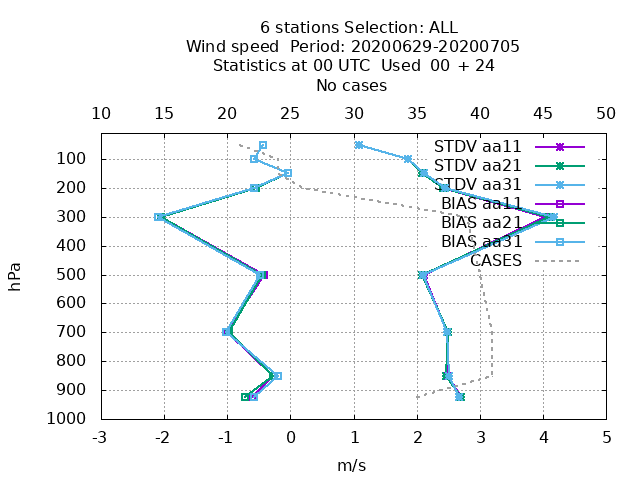 6 stations Selection: ALL
Wind speed  Period: 20200629-20200705
Statistics at 00 UTC  Used  00 + 24
No cases
10 15 20 25 30 35 40 45 50
STDV aa11
STDV aa21
STDV aa31
BIAS aa11
BIAS aa21
BIAS aa31
CASES
100
200
300
400
500
600
700
800
900
1000
hPa
-3 -2 -1 0 1 2 3 4 5
m/s